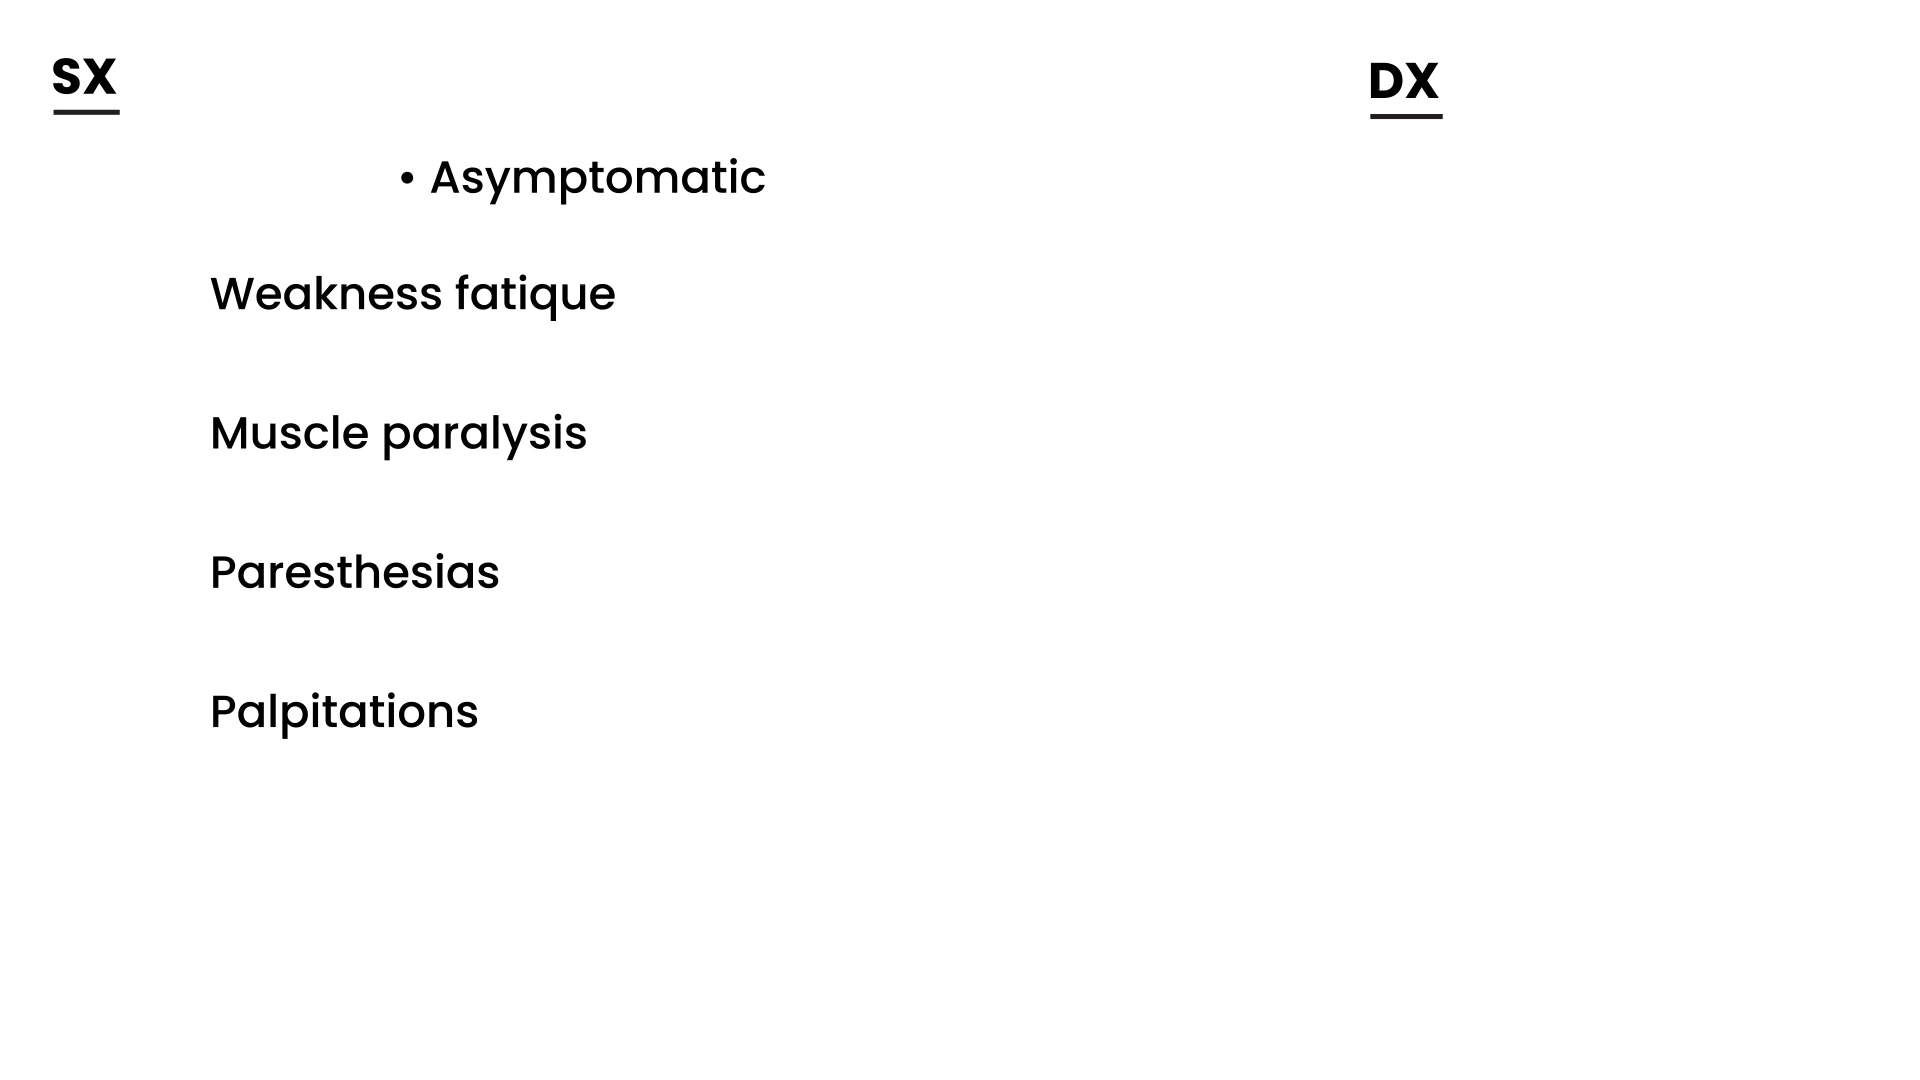 SX
DX
• Asymptomatic
Weakness fatique
Muscle paralysis
Paresthesias
Palpitations